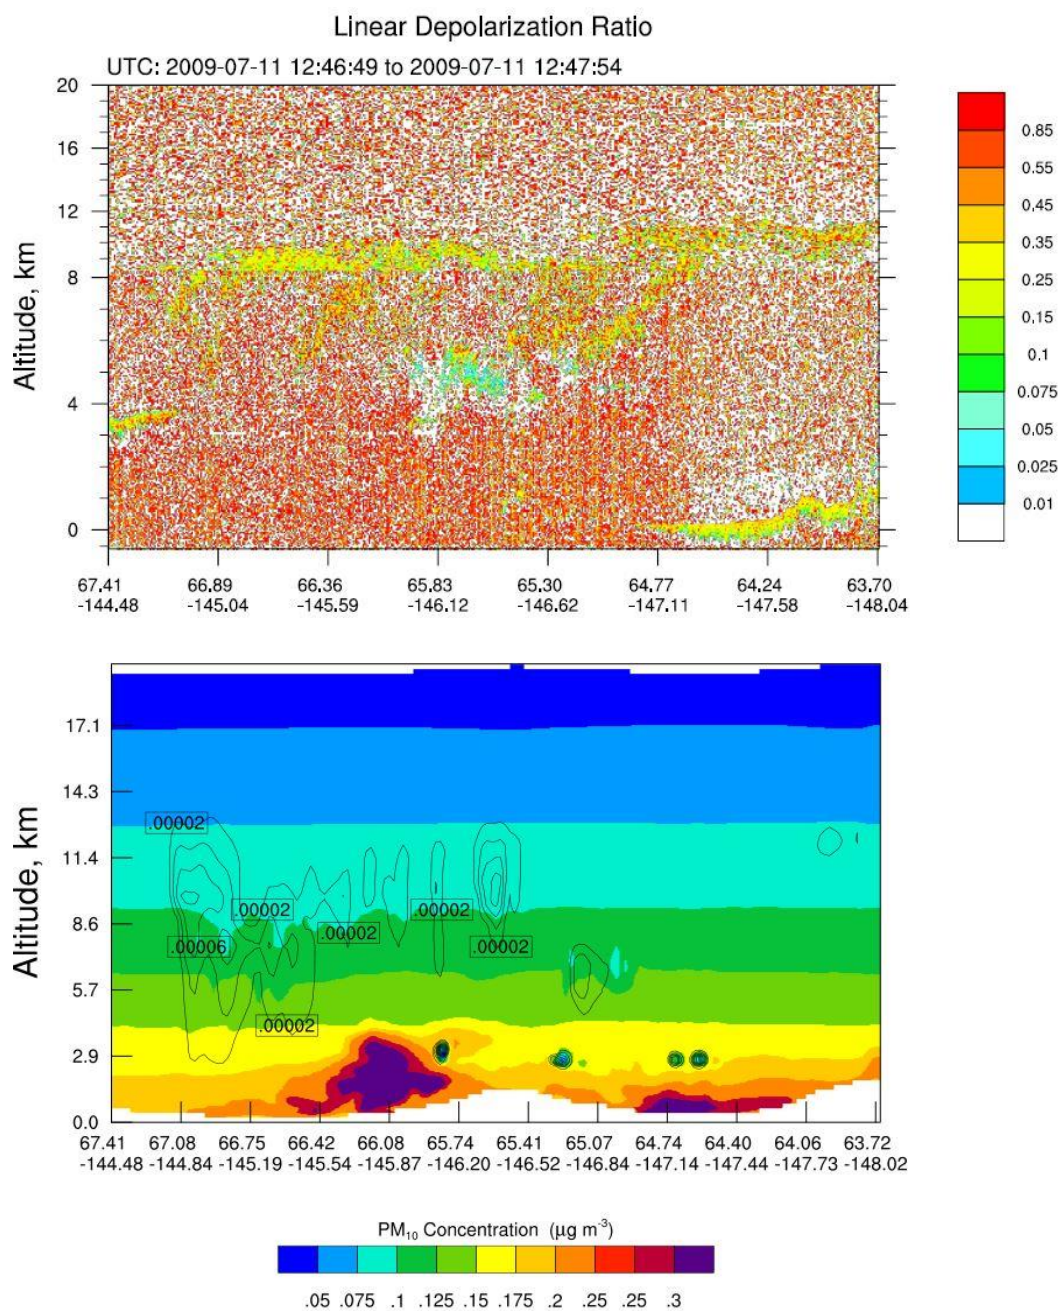 Linear Depolarization Ratio
UTC: 2009-07-11 12:46:49 to 2009-07-11 12:47:54
20
16
12
8
4
0
Altitude, km
67.41 66.89 66.36 65.83 65.30 64.77 64.24 63.70
-144.48 -145.04 -145.59 -146.12 -146.62 -147.11 -147.58 -148.04
0.85
0.55
0.45
0.35
0.25
0.15
0.1
0.075
0.05
0.025
0.01
17.1
14.3
11.4
8.6
5.7
2.9
0.0
Altitude, km
.00002
.00002 .00002
.00002
.00006 .00002
.00002
67.41 67.08 66.75 66.42 66.08 65.74 65.41 65.07 64.74 64.40 64.06 63.72
-144.48 -144.84 -145.19 -145.54 -145.87 -146.20 -146.52 -146.84 -147.14 -147.44 -147.73 -148.02
PM₁₀ Concentration (µg m⁻³)
.05 .075 .1 .125 .15 .175 .2 .25 .25 .3